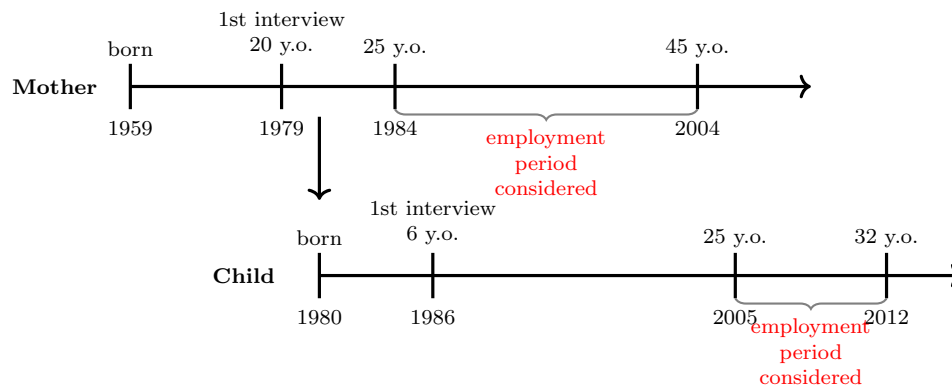 1st interview
born 20 y.o. 25 y.o. 45 y.o.
Mother
1959 1979 1984 2004
employment
period
considered
1st interview
born 6 y.o. 25 y.o. 32 y.o.
Child
1980 1986 2005 2012
employment
period
considered